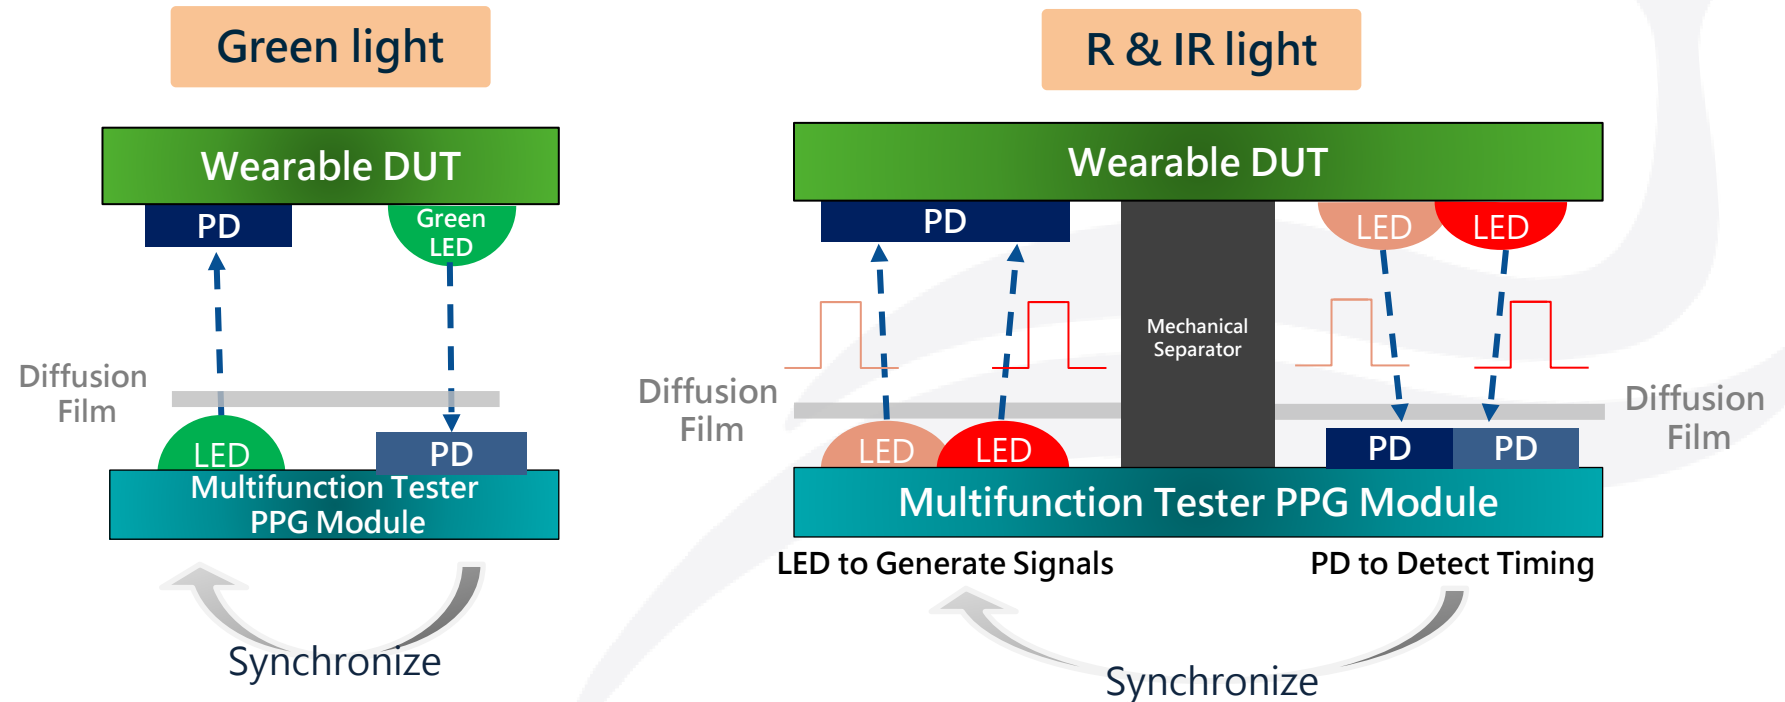 Green light
Wearable DUT
PD
Green
LED
Diffusion
Film
LED
PD
Multifunction Tester
PPG Module
Synchronize
R & IR light
Wearable DUT
PD
LED
LED
Mechanical
Separator
Diffusion
Film
Diffusion
Film
LED
LED
PD
PD
Multifunction Tester PPG Module
LED to Generate Signals
PD to Detect Timing
Synchronize